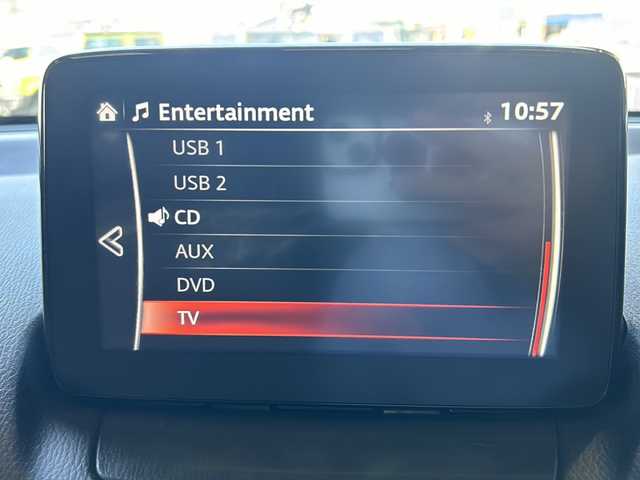 Entertainment 10:57
USB 1
USB 2
CD
AUX
DVD
TV